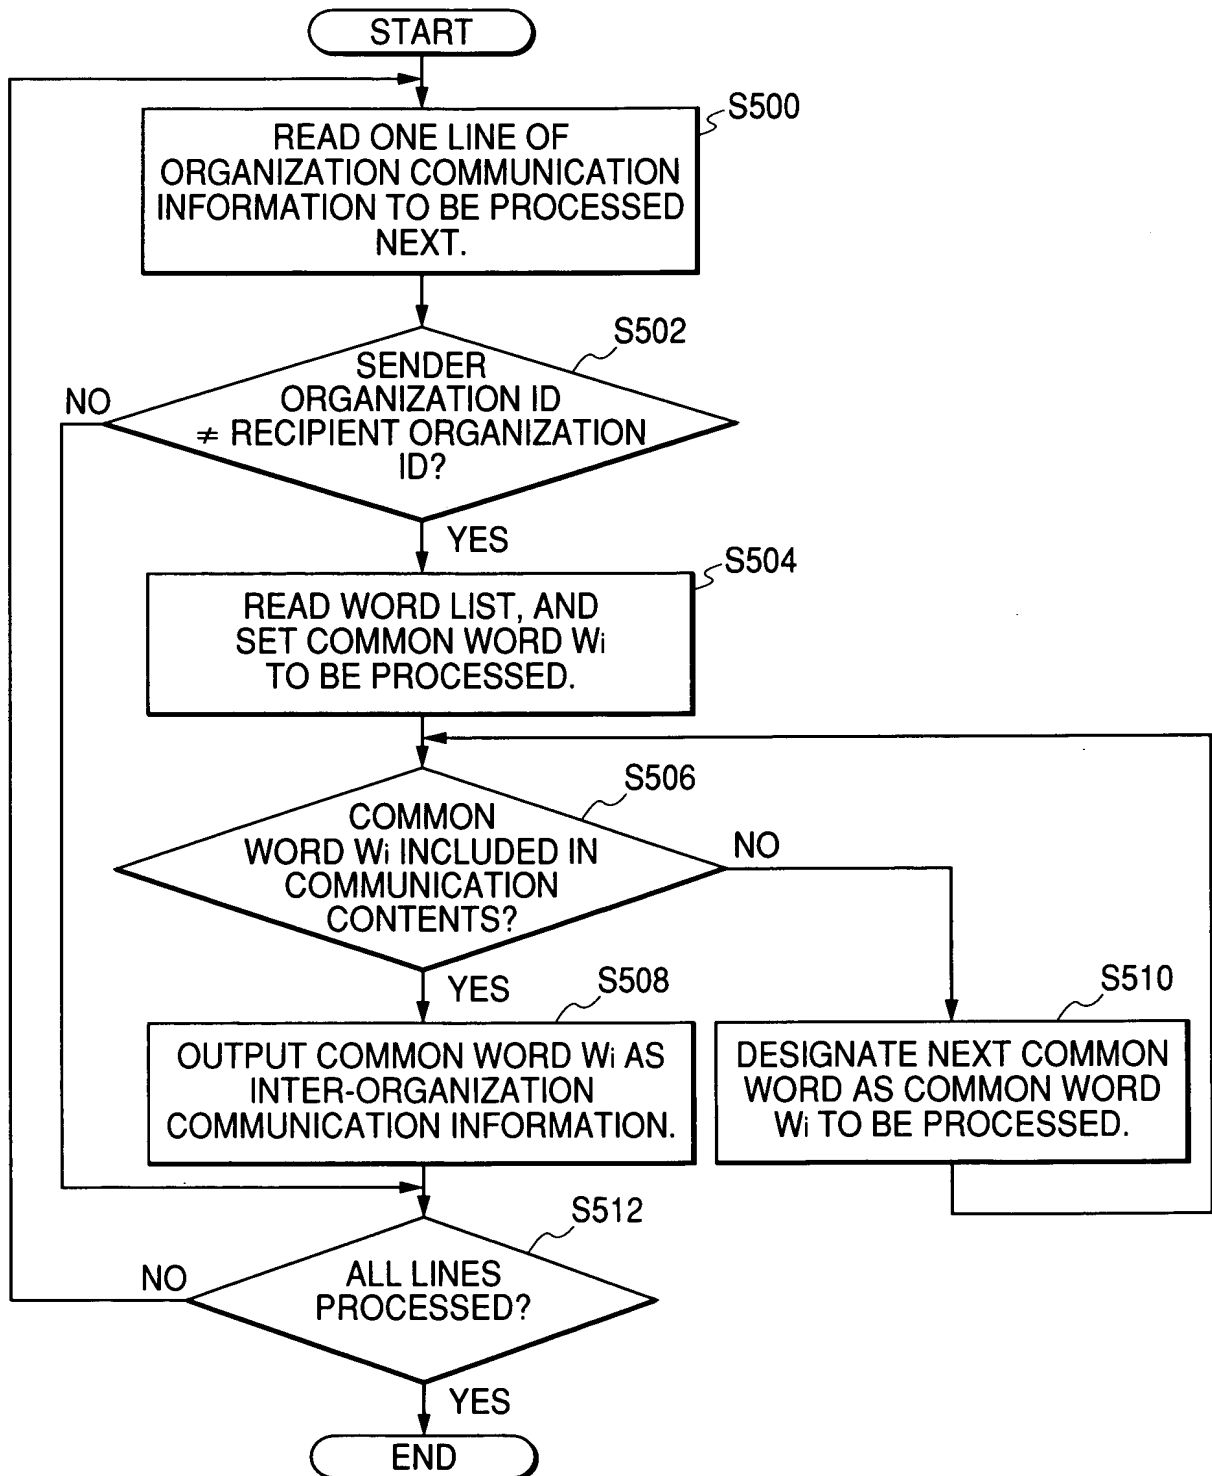 START
S500
READ ONE LINE OF
ORGANIZATION COMMUNICATION
INFORMATION TO BE PROCESSED
NEXT.
S502
SENDER
ORGANIZATION ID
≠ RECIPIENT ORGANIZATION
ID?
NO
YES
S504
READ WORD LIST, AND
SET COMMON WORD Wi
TO BE PROCESSED.
S506
COMMON
WORD Wi INCLUDED IN
COMMUNICATION
CONTENTS?
NO
YES
S508
OUTPUT COMMON WORD Wi AS
INTER-ORGANIZATION
COMMUNICATION INFORMATION.
S510
DESIGNATE NEXT COMMON
WORD AS COMMON WORD
Wi TO BE PROCESSED.
S512
ALL LINES
PROCESSED?
NO
YES
END